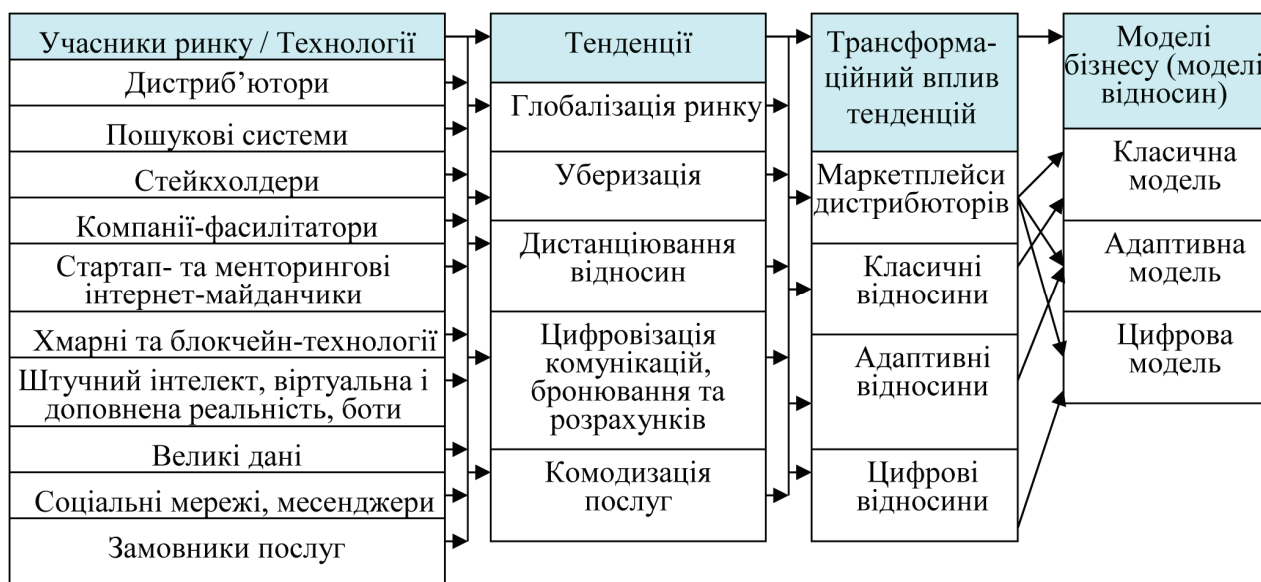 Учасники ринку / Технології
Дистриб’ютори
Пошукові системи
Стейкхолдери
Компанії-фасилітатори
Стартап- та менторингові
інтернет-майданчики
Хмарні та блокчейн-технології
Штучний інтелект, віртуальна і
доповнена реальність, боти
Великі дані
Соціальні мережі, месенджери
Замовники послуг
Тенденції
Глобалізація ринку
Уберизація
Дистанціювання
відносин
Цифровізація
комунікацій,
бронювання та
розрахунків
Комодизація
послуг
Трансформа-
ційний вплив
тенденцій
Маркетплейси
дистрибюторів
Класичні
відносини
Адаптивні
відносини
Цифрові
відносини
Моделі
бізнесу (моделі
відносин)
Класична
модель
Адаптивна
модель
Цифрова
модель